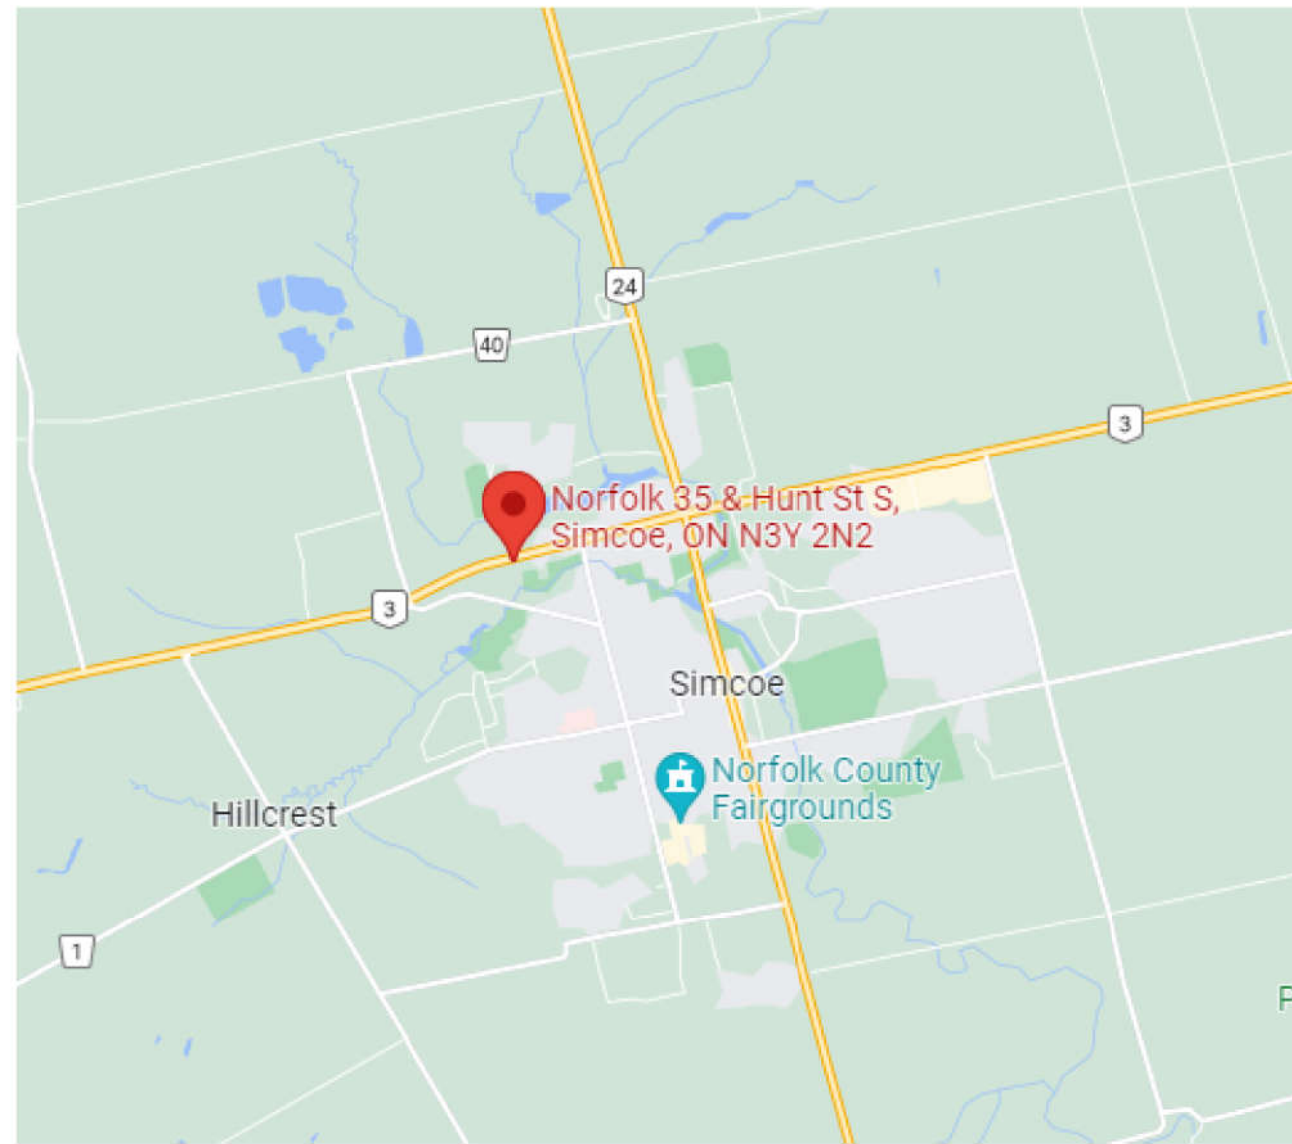 24
40
3
Norfolk 35 & Hunt St S,
Simcoe, ON N3Y 2N2
3
Simcoe
Norfolk County
Fairgrounds
Hillcrest
1
P